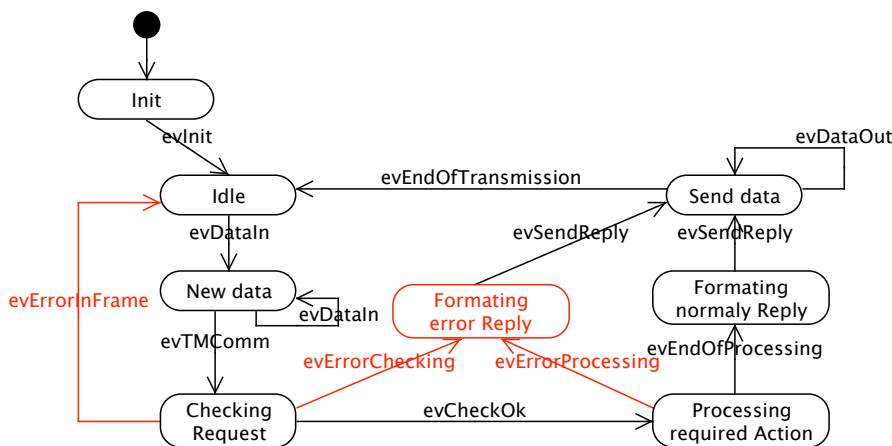 Init
evInit
evDataOut
Idle
evEndOfTransmission
Send data
evDataIn
evSendReply
evSendReply
New data
evDataIn
evErrorInFrame
Formating
error Reply
Formating
normaly Reply
evTMComm
evErrorChecking
evErrorProcessing
evEndOfProcessing
Checking
Request
evCheckOk
Processing
required Action